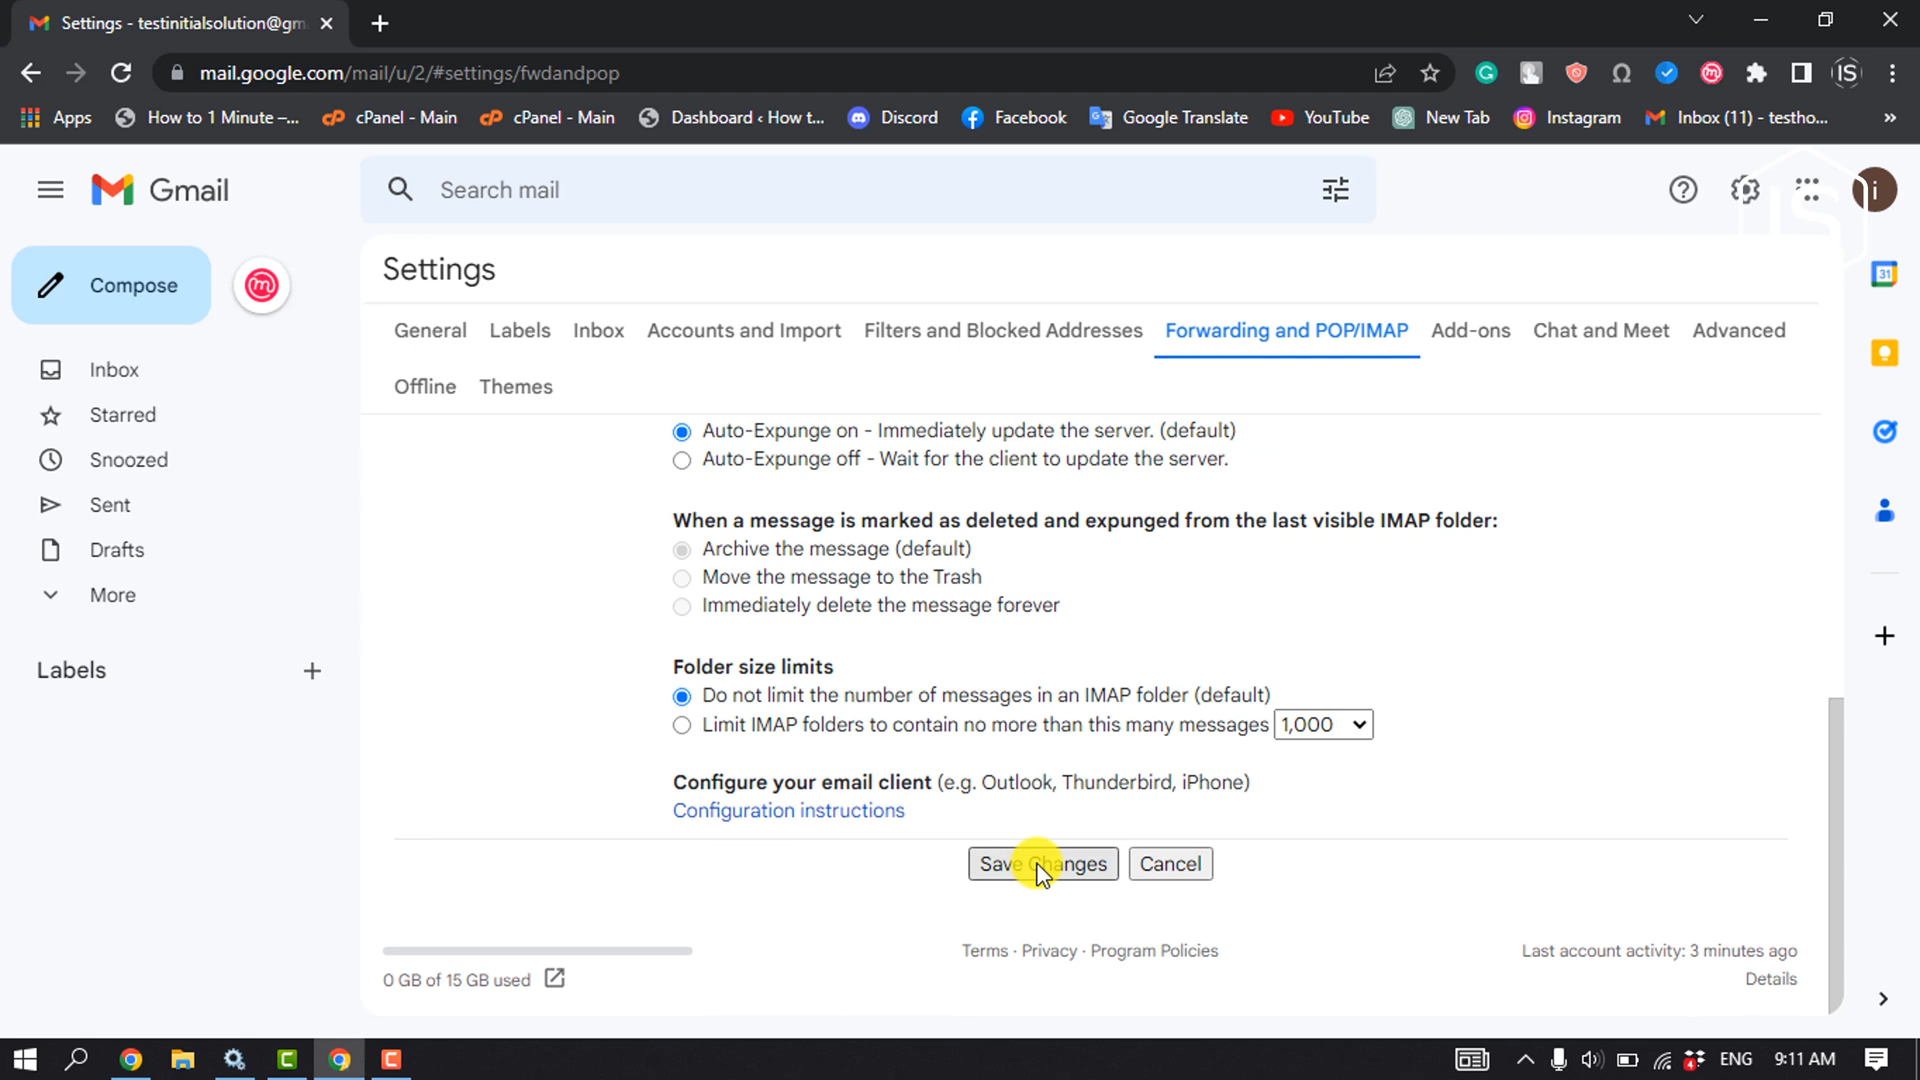 Settings - testinitialsolution@gm
mail.google.com/mail/u/2/#settings/fwdandpop
Apps
How to 1 Minute –...
cPanel - Main
cPanel - Main
Dashboard ‹ How t...
Discord
Facebook
Google Translate
YouTube
New Tab
Instagram
Inbox (11) - testho...
Gmail
Search mail
Compose
Settings
General
Labels
Inbox
Accounts and Import
Filters and Blocked Addresses
Forwarding and POP/IMAP
Add-ons
Chat and Meet
Advanced
Offline
Themes
Inbox
Starred
Snoozed
Sent
Drafts
More
Labels
Auto-Expunge on - Immediately update the server. (default)
Auto-Expunge off - Wait for the client to update the server.
When a message is marked as deleted and expunged from the last visible IMAP folder:
Archive the message (default)
Move the message to the Trash
Immediately delete the message forever
Folder size limits
Do not limit the number of messages in an IMAP folder (default)
Limit IMAP folders to contain no more than this many messages 1,000
Configure your email client (e.g. Outlook, Thunderbird, iPhone)
Configuration instructions
Save Changes
Cancel
0 GB of 15 GB used
Terms · Privacy · Program Policies
Last account activity: 3 minutes ago
Details
31
i
IS
IS
4
ENG
9:11 AM